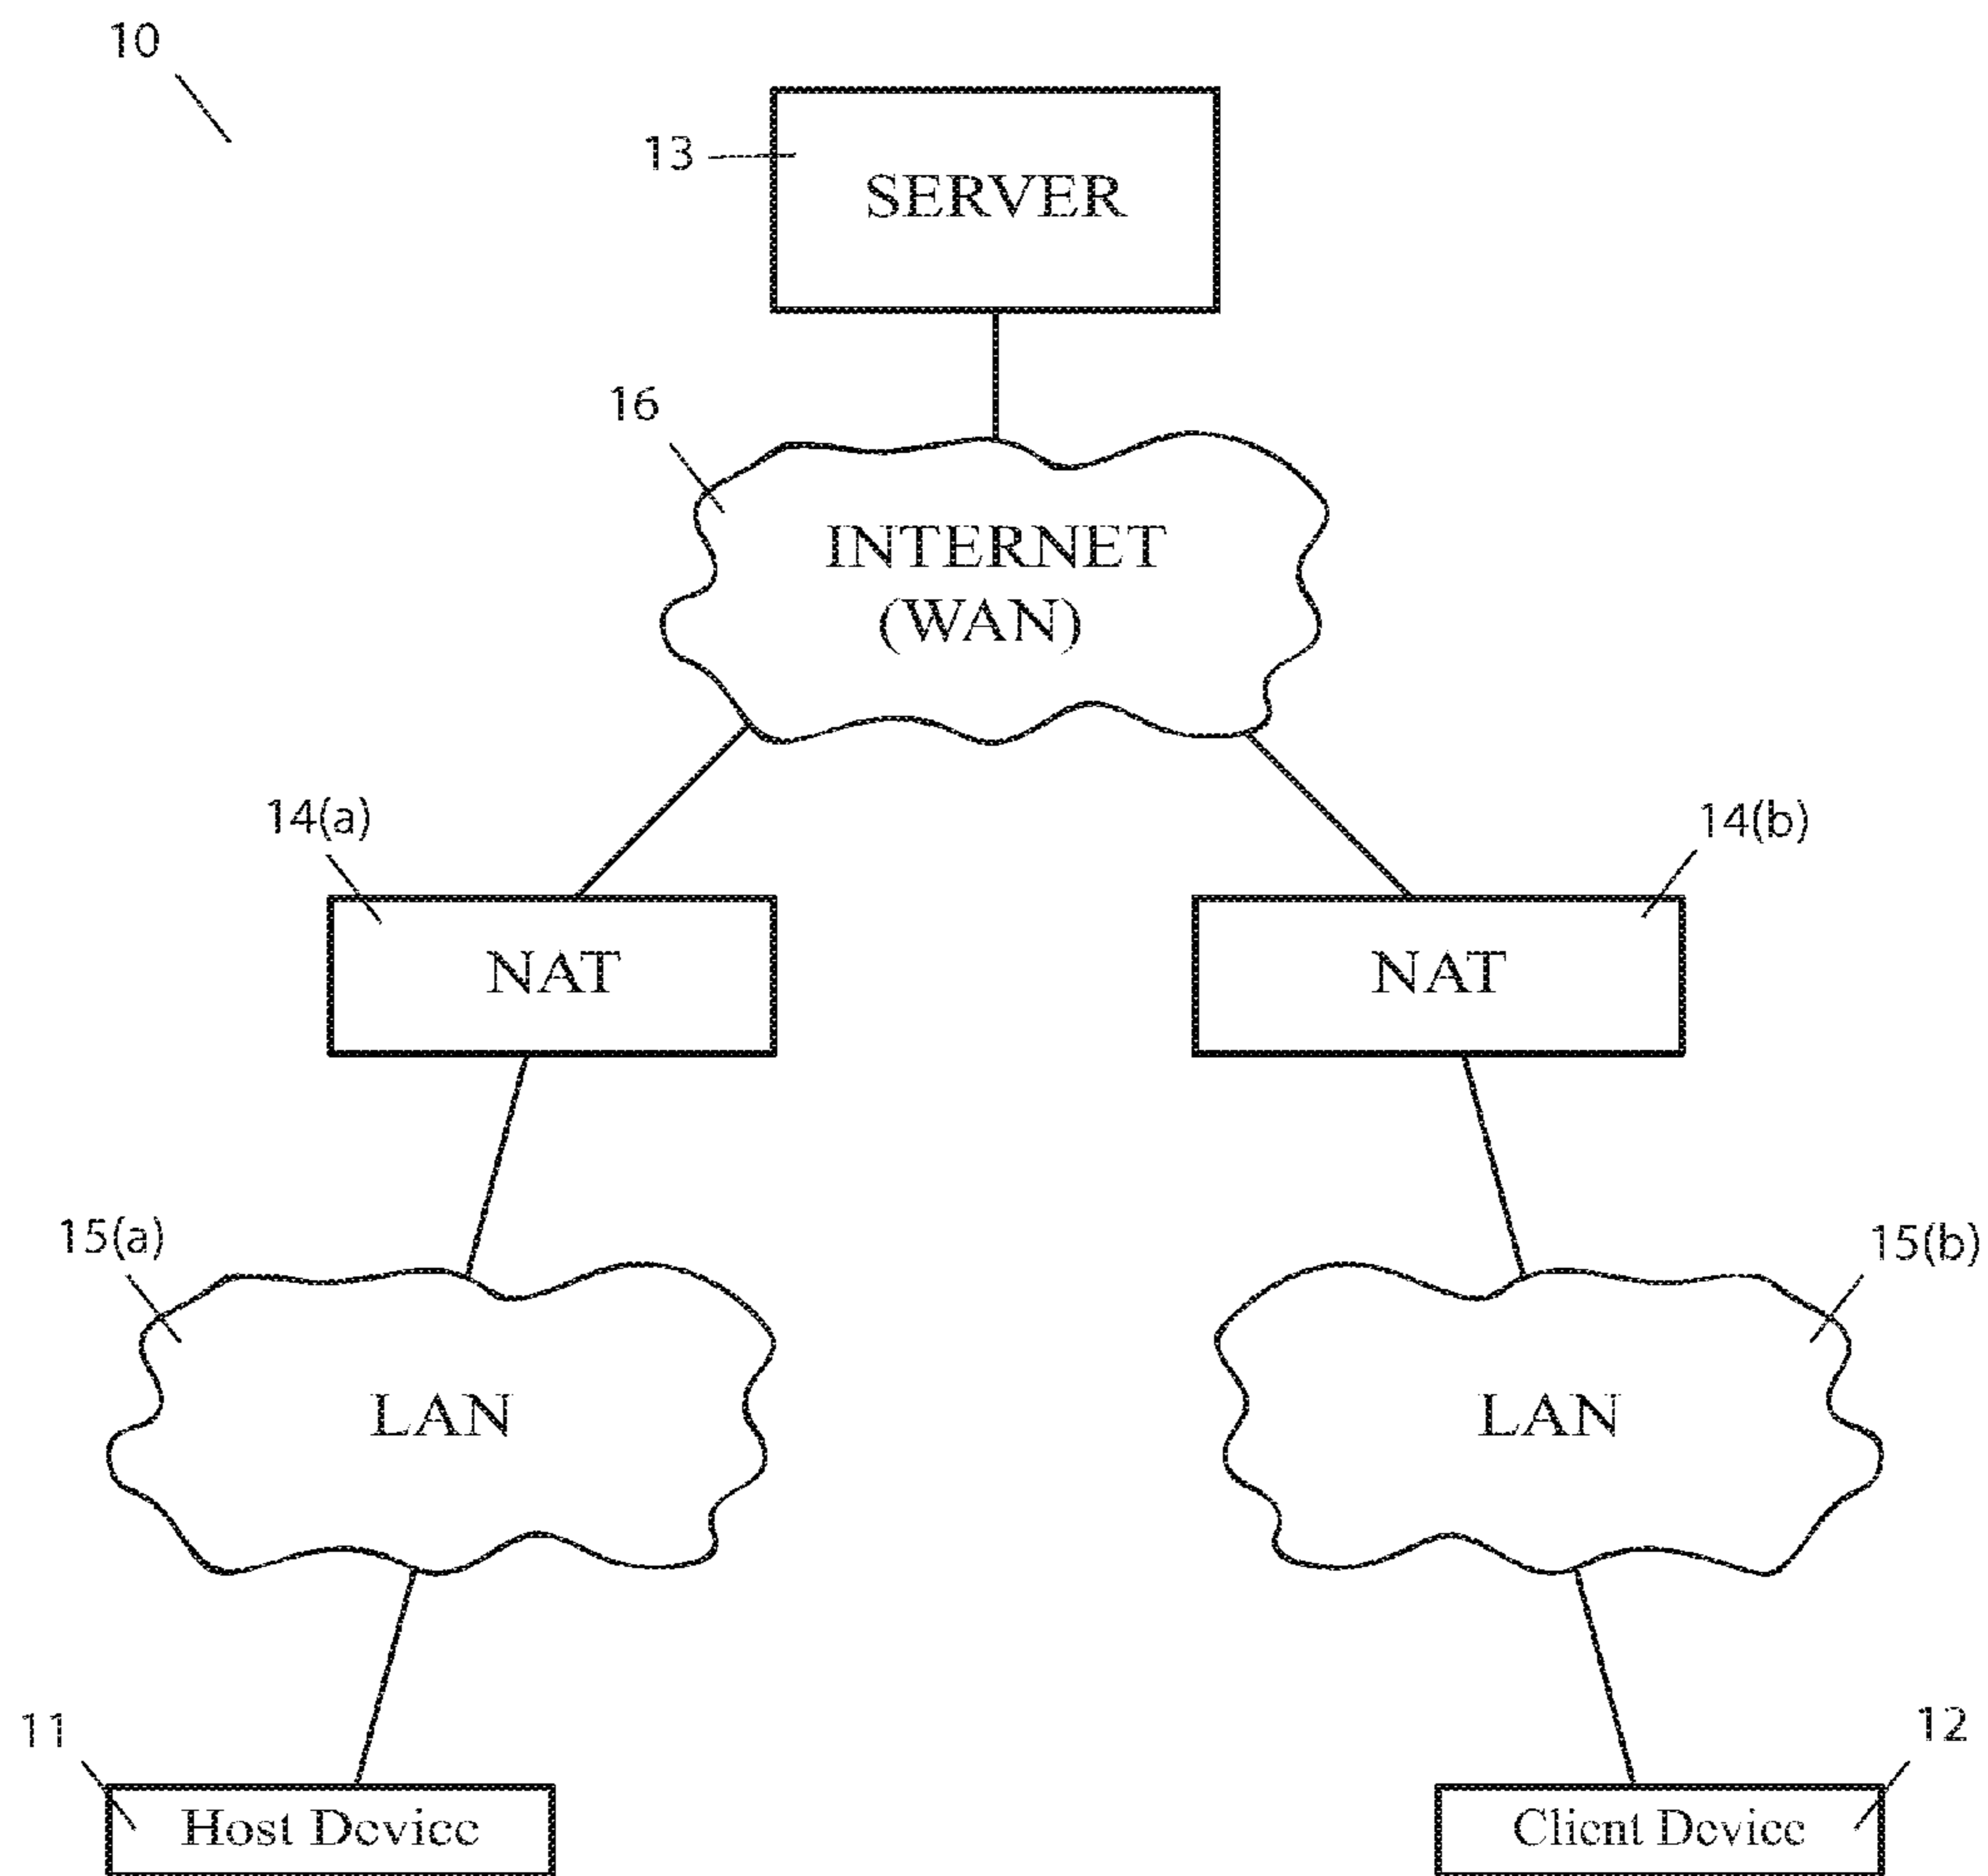 10
13
SERVER
16
INTERNET
(WAN)
14(a)
14(b)
NAT
NAT
15(a)
15(b)
LAN
LAN
11
12
Host Device
Client Device